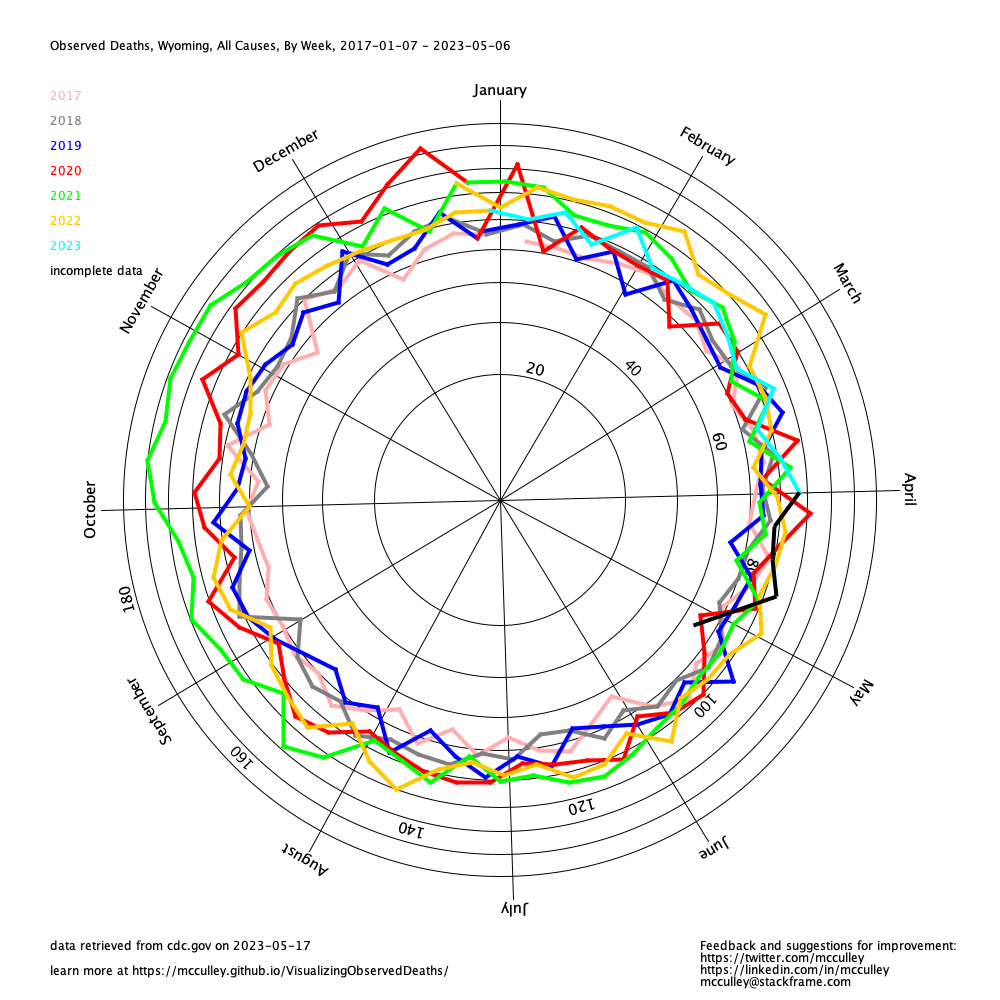 Observed Deaths, Wyoming, All Causes, By Week, 2017-01-07 - 2023-05-06
2017
2018
2019
2020
2021
2022
2023
incomplete data
January
February
March
April
May
June
July
August
September
October
November
December
20
40
60
80
100
120
140
160
180
data retrieved from cdc.gov on 2023-05-17
learn more at https://mcculley.github.io/VisualizingObservedDeaths/
Feedback and suggestions for improvement:
https://twitter.com/mcculley
https://linkedin.com/in/mcculley
mcculley@stackframe.com